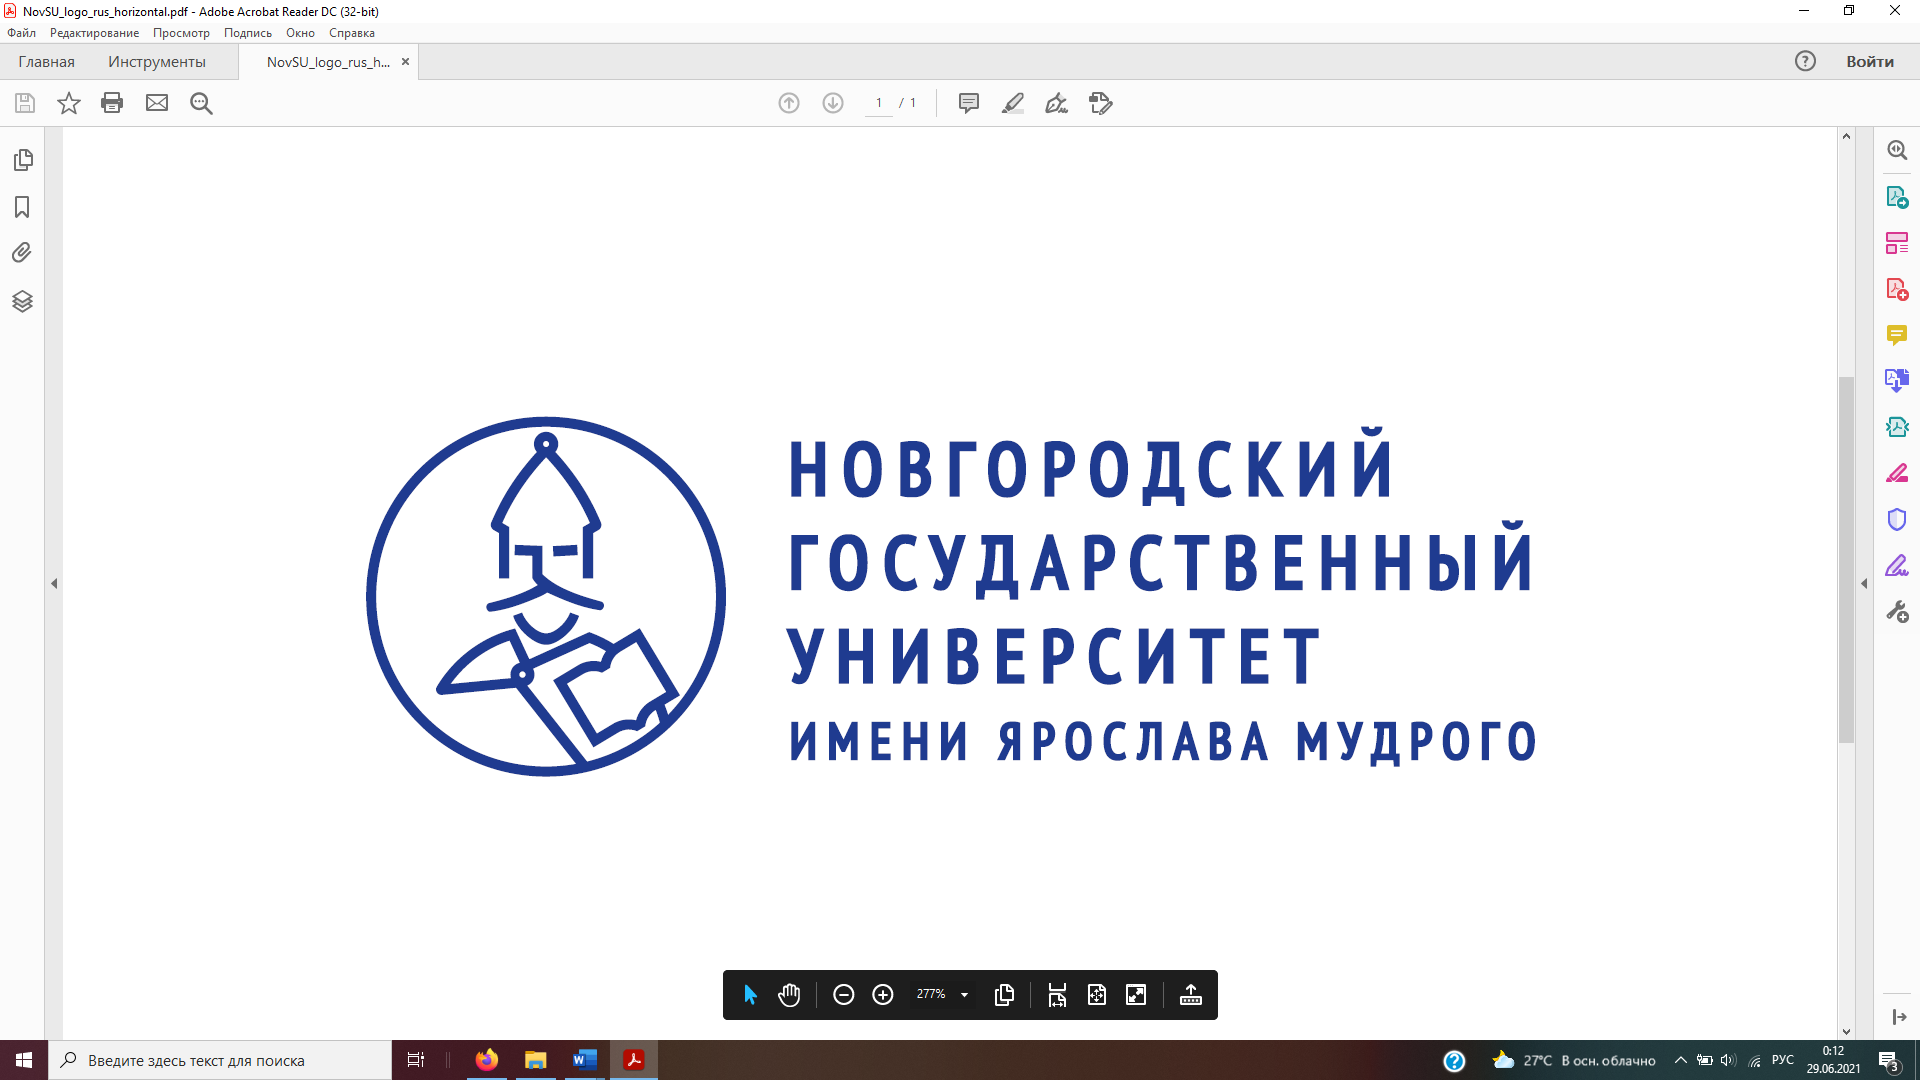 NovSU_logo_rus_horizontal.pdf - Adobe Acrobat Reader DC (32-bit)
Файл Редактирование Просмотр Подпись Окно Справка
Главная Инструменты NovSU_logo_rus_h... Войти
1 / 1
НОВГОРОДСКИЙ
ГОСУДАРСТВЕННЫЙ
УНИВЕРСИТЕТ
ИМЕНИ ЯРОСЛАВА МУДРОГО
277%
Введите здесь текст для поиска
27°C В осн. облачно
РУС
0:12
29.06.2021
3